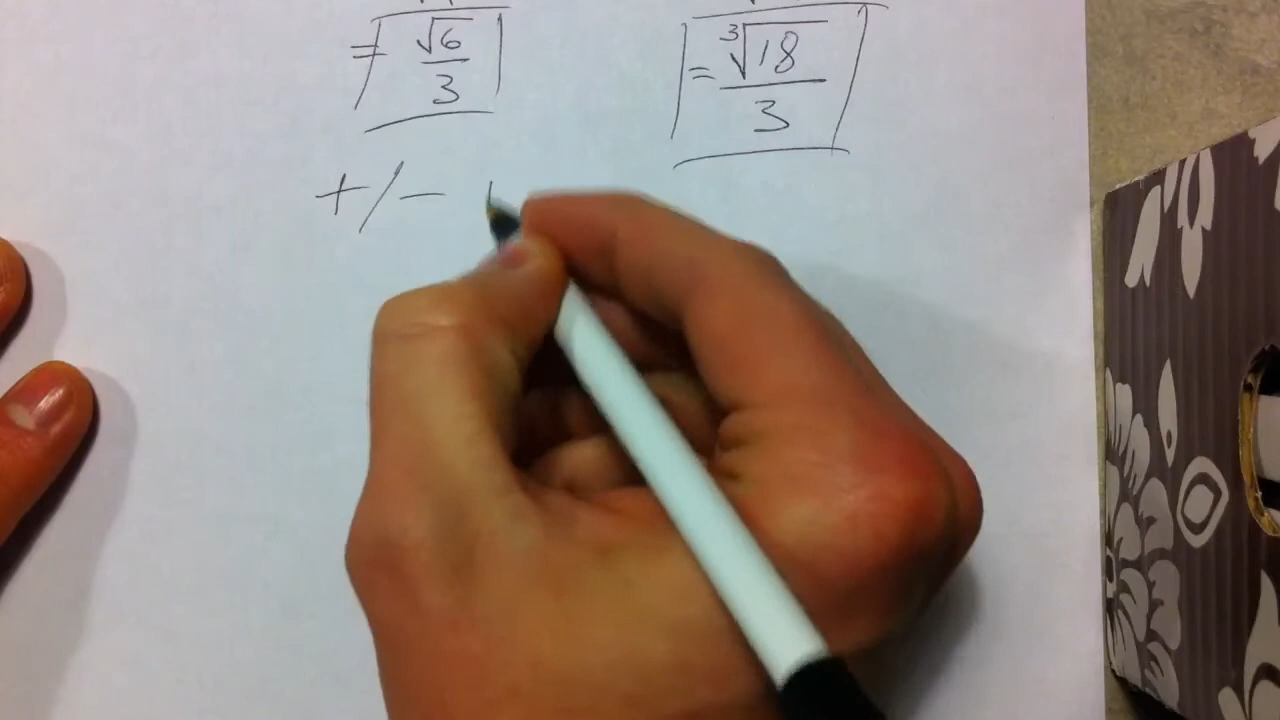 = √6/3
= ∛18/3
+/-